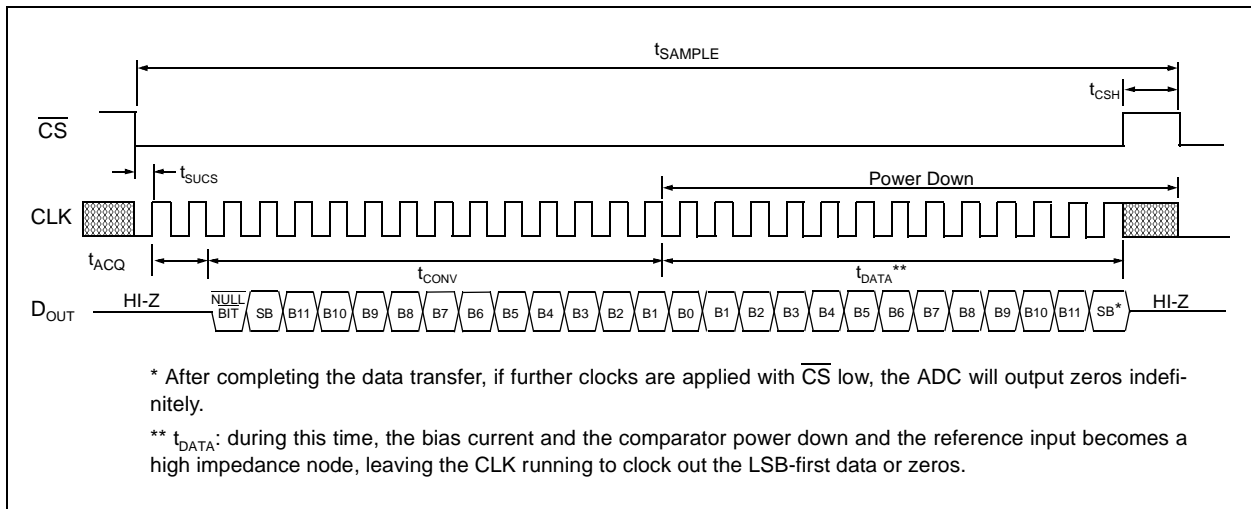 tSAMPLE
tCSH
CS
tSUCS
Power Down
CLK
tACQ
tCONV
tDATA**
DOUT
HI-Z
NULL BIT SB B11 B10 B9 B8 B7 B6 B5 B4 B3 B2 B1 B0 B1 B2 B3 B4 B5 B6 B7 B8 B9 B10 B11 SB*
HI-Z
* After completing the data transfer, if further clocks are applied with CS low, the ADC will output zeros indefi-
nitely.
** tDATA: during this time, the bias current and the comparator power down and the reference input becomes a
high impedance node, leaving the CLK running to clock out the LSB-first data or zeros.